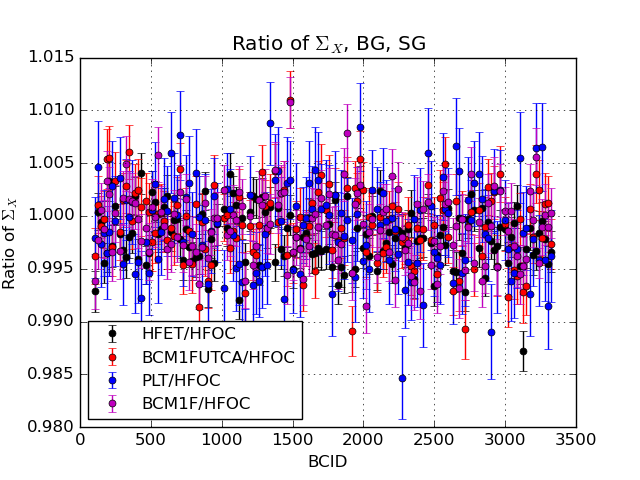 Ratio of Σ_X, BG, SG
1.015
1.010
1.005
1.000
0.995
0.990
0.985
0.980
Ratio of Σ_X
HFET/HFOC
BCM1FUTCA/HFOC
PLT/HFOC
BCM1F/HFOC
0 500 1000 1500 2000 2500 3000 3500
BCID